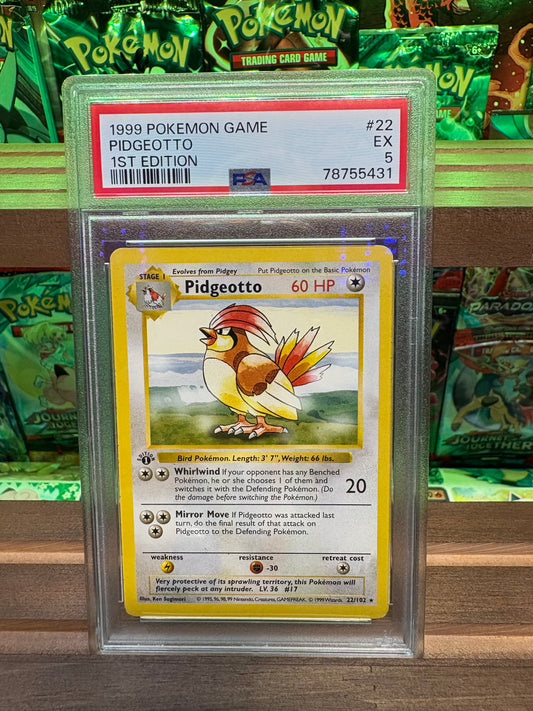 POKéMON
Pokémon
TRADING CARD GAME
POKéMON
1999 POKEMON GAME #22
PIDGEOTTO EX
1ST EDITION 5
PSA 78755431
STAGE 1 Evolves from Pidgey Put Pidgeotto on the Basic Pokémon
Pidgeotto 60 HP
EDITION
1
Bird Pokémon. Length: 3' 7", Weight: 66 lbs.
Whirlwind If your opponent has any Benched
Pokémon, he or she chooses 1 of them and
switches it with the Defending Pokémon. (Do
the damage before switching the Pokémon.)
20
Mirror Move If Pidgeotto was attacked last
turn, do the final result of that attack on
Pidgeotto to the Defending Pokémon.
weakness resistance retreat cost
-30
Very protective of its sprawling territory, this Pokémon will
fiercely peck at any intruder. LV. 36 #17
Illus. Ken Sugimori © 1995, 96, 98, 99 Nintendo, Creatures, GAMEFREAK. © 1999 Wizards. 22/102 ★
POKéM
JOURNEY
TOGETHER
PARADOX
JOURNEY
TOGETHER